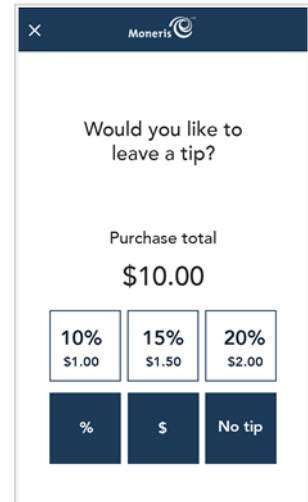 ×
Moneris
Would you like to
leave a tip?
Purchase total
$10.00
10% 15% 20%
$1.00 $1.50 $2.00
% $ No tip